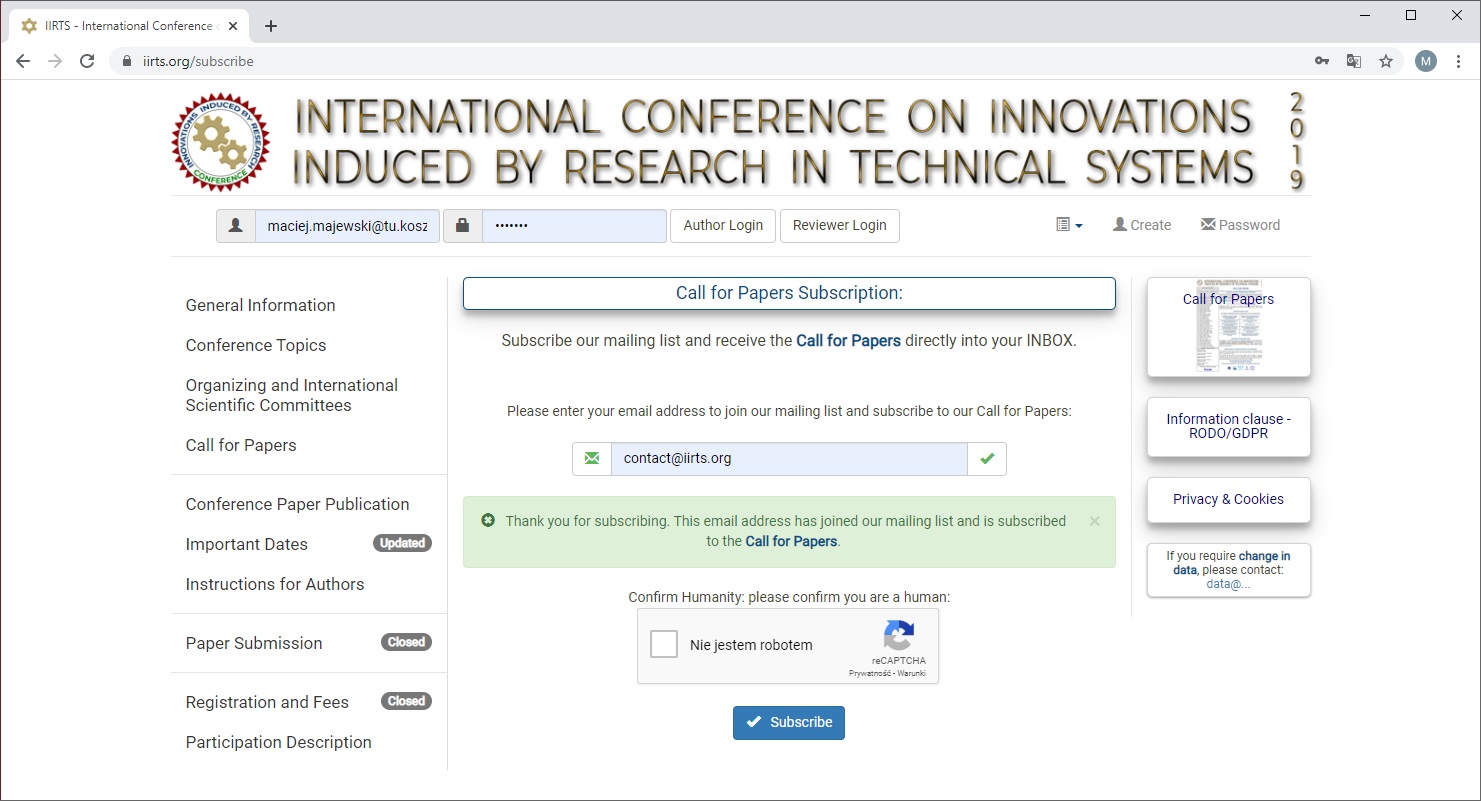 IIRTS - International Conference
iirts.org/subscribe
M
INNOVATIONS INDUCED BY RESEARCH
CONFERENCE
INTERNATIONAL CONFERENCE ON INNOVATIONS
INDUCED BY RESEARCH IN TECHNICAL SYSTEMS
2019
maciej.majewski@tu.kosz
•••••••
Author Login
Reviewer Login
Create
Password
General Information
Conference Topics
Organizing and International
Scientific Committees
Call for Papers
Conference Paper Publication
Important Dates Updated
Instructions for Authors
Paper Submission Closed
Registration and Fees Closed
Participation Description
Call for Papers Subscription:
Subscribe our mailing list and receive the Call for Papers directly into your INBOX.
Please enter your email address to join our mailing list and subscribe to our Call for Papers:
contact@iirts.org
Thank you for subscribing. This email address has joined our mailing list and is subscribed
to the Call for Papers.
×
Confirm Humanity: please confirm you are a human:
Nie jestem robotem
reCAPTCHA
Prywatność - Warunki
Subscribe
Call for Papers
Information clause -
RODO/GDPR
Privacy & Cookies
If you require change in
data, please contact:
data@...